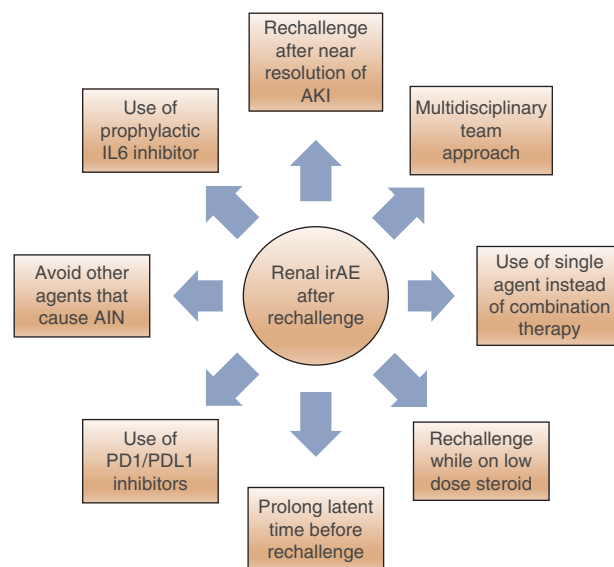 Rechallenge
after near
resolution of
AKI
Use of
prophylactic
IL6 inhibitor
Multidisciplinary
team
approach
Avoid other
agents that
cause AIN
Renal irAE
after
rechallenge
Use of single
agent instead
of combination
therapy
Use of
PD1/PDL1
inhibitors
Rechallenge
while on low
dose steroid
Prolong latent
time before
rechallenge